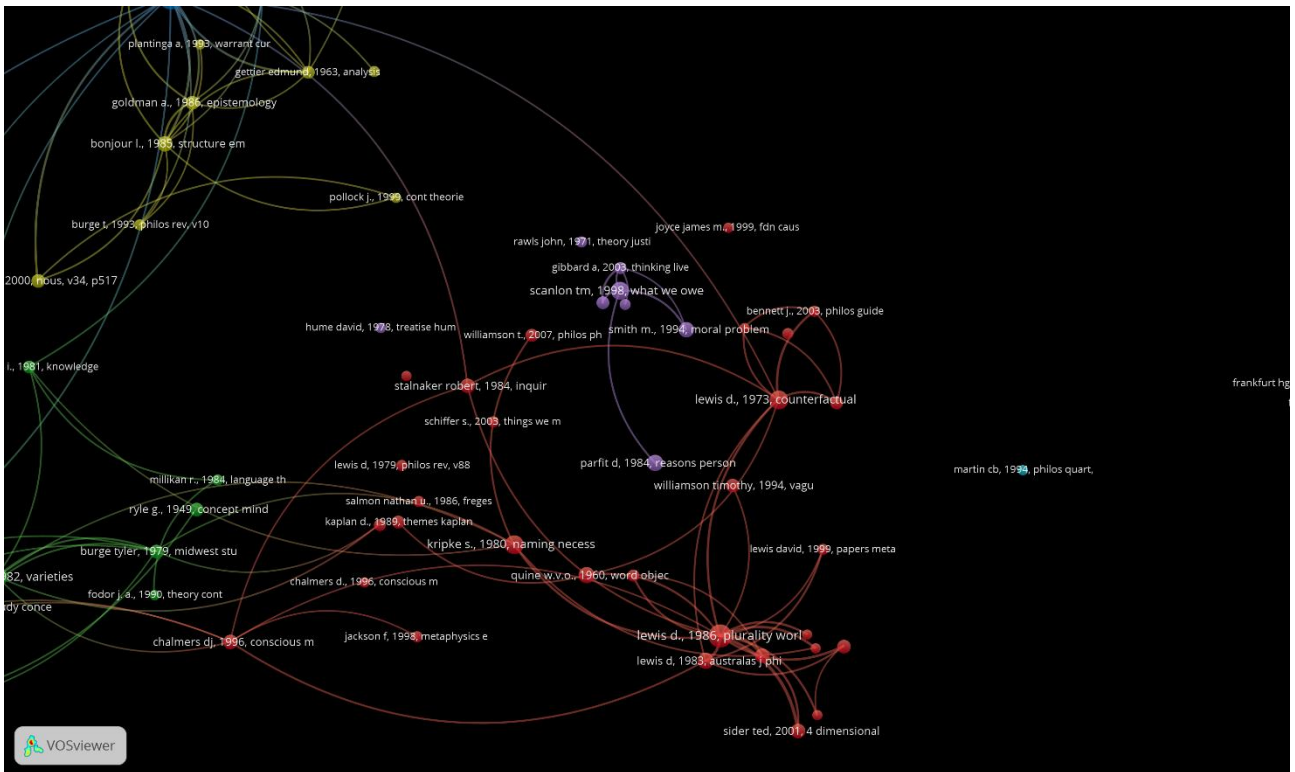 plantinga a, 1993, warrant cur
gettier edmund, 1963, analysis
goldman a., 1986, epistemology
bonjour l., 1985, structure em
pollock j., 1999, cont theorie
burge t, 1993, philos rev, v10
joyce james m., 1999, fdn caus
rawls john, 1971, theory justi
gibbard a, 2003, thinking live
2000, nous, v34, p517
scanlon tm, 1998, what we owe
bennett j., 2003, philos guide
hume david, 1978, treatise hum
smith m., 1994, moral problem
williamson t., 2007, philos ph
i., 1981, knowledge
frankfurt hg
stalnaker robert, 1984, inquir
lewis d., 1973, counterfactual
schiffer s., 2003, things we m
lewis d, 1979, philos rev, v88
parfit d, 1984, reasons person
martin cb, 1994, philos quart,
millikan r., 1984, language th
williamson timothy, 1994, vagu
salmon nathan u., 1986, freges
ryle g., 1949, concept mind
kaplan d., 1989, themes kaplan
kripke s., 1980, naming necess
burge tyler, 1979, midwest stu
lewis david, 1999, papers meta
982, varieties
quine w.v.o., 1960, word objec
chalmers d., 1996, conscious m
fodor j. a., 1990, theory cont
dy conce
chalmers dj, 1996, conscious m
jackson f, 1998, metaphysics e
lewis d., 1986, plurality worl
lewis d, 1983, australas j phi
sider ted, 2001, 4 dimensional
VOSviewer